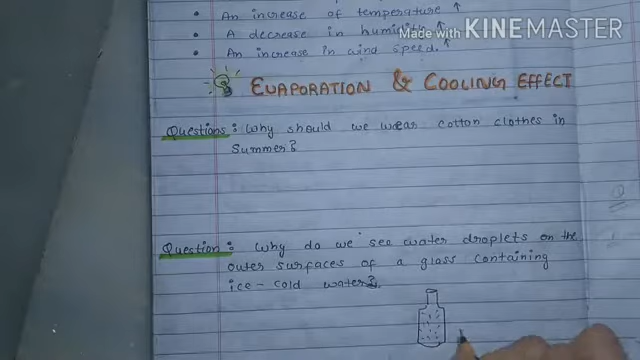 • An increase of temperature ↑
• A decrease in humidity ↑
• An increase in wind speed. ↑
Made with KINEMASTER
EVAPORATION & COOLING EFFECT
Questions: Why should we wear cotton clothes in
Summer?
Question: Why do we see water droplets on the
outer surfaces of a glass containing
ice-cold water?